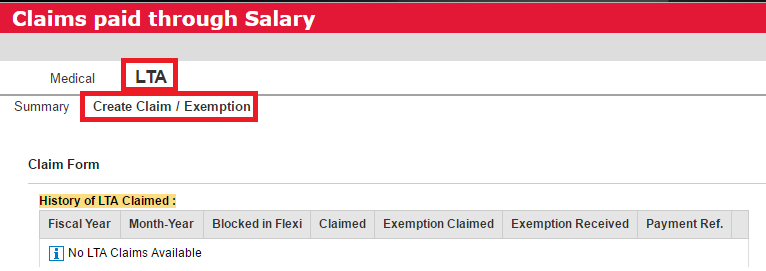 Claims paid through Salary
Medical LTA
Summary Create Claim / Exemption
Claim Form
History of LTA Claimed :
Fiscal Year Month-Year Blocked in Flexi Claimed Exemption Claimed Exemption Received Payment Ref.
i No LTA Claims Available